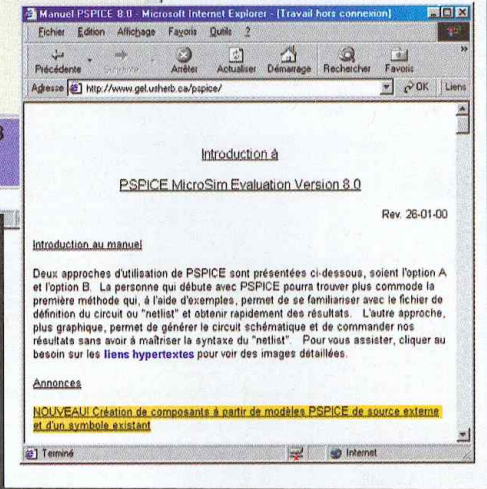 Manuel PSPICE 8.0 - Microsoft Internet Explorer - [Travail hors connexion]
Fichier Edition Affichage Favoris Outils ?
Précédente Suivante Arrêter Actualiser Démarrage Rechercher Favoris »
Adresse http://www.gel.usherb.ca/pspice/ OK Liens
Introduction à
PSPICE MicroSim Evaluation Version 8.0
Rev. 26-01-00
Introduction au manuel
Deux approches d'utilisation de PSPICE sont présentées ci-dessous, soient l'option A
et l'option B. La personne qui débute avec PSPICE pourra trouver plus commode la
première méthode qui, à l'aide d'exemples, permet de se familiariser avec le fichier de
définition du circuit ou "netlist" et obtenir rapidement des résultats. L'autre approche,
plus graphique, permet de générer le circuit schématique et de commander nos
résultats sans avoir à maîtriser la syntaxe du "netlist". Pour vous assister, cliquer au
besoin sur les liens hypertextes pour voir des images détaillées.
Annonces
NOUVEAU! Création de composants à partir de modèles PSPICE de source externe
et d'un symbole existant
Terminé Internet